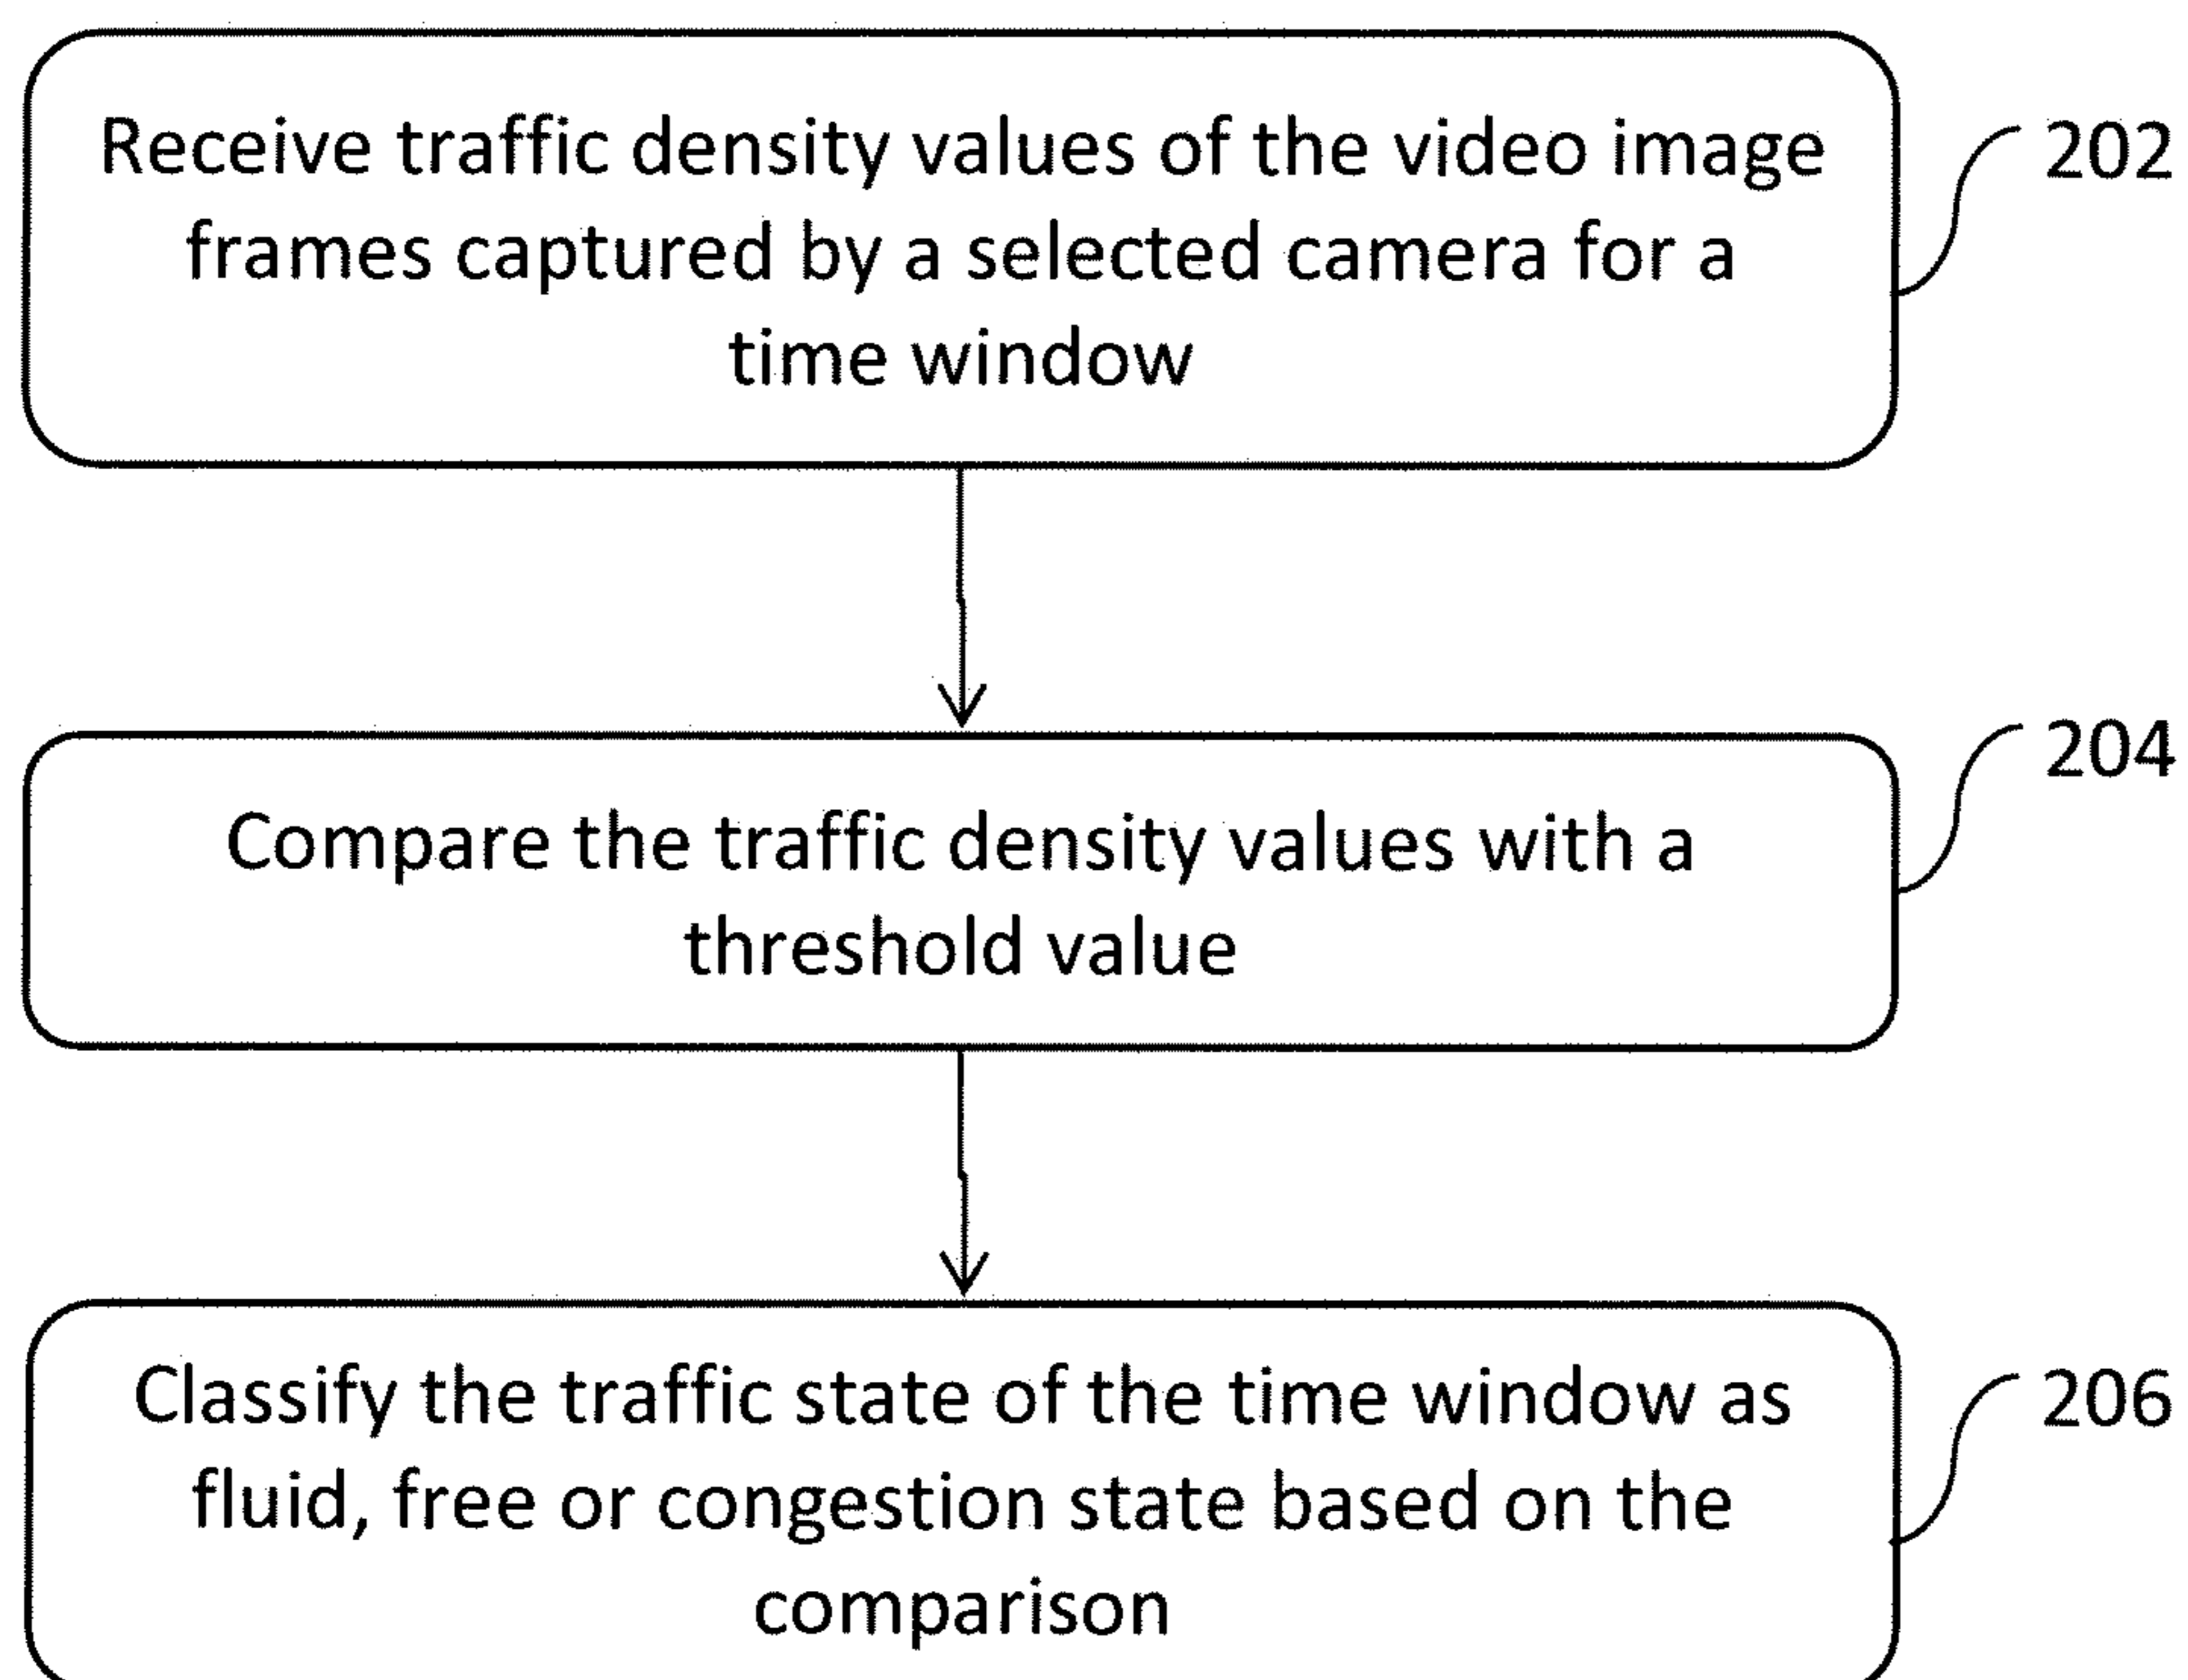 Receive traffic density values of the video image
frames captured by a selected camera for a
time window
202
Compare the traffic density values with a
threshold value
204
Classify the traffic state of the time window as
fluid, free or congestion state based on the
comparison
206